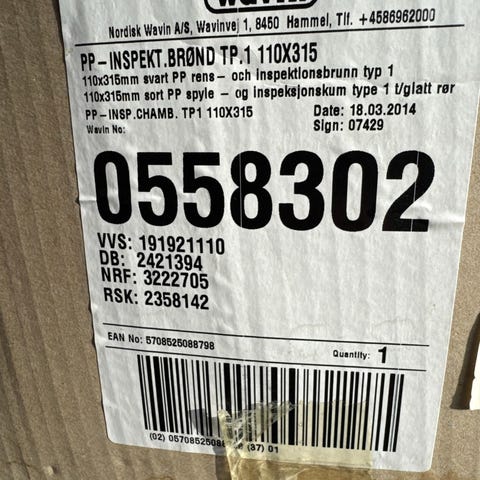 wavin
Nordisk Wavin A/S, Wavinvej 1, 8450 Hammel, Tlf. +4586962000
PP-INSPEKT.BRØND TP.1 110X315
110x315mm svart PP rens- och inspektionsbrunn typ 1
110x315mm sort PP spyle- og inspeksjonskum type 1 t/glatt rør
PP-INSP.CHAMB. TP1 110X315 Date: 18.03.2014
Wavin No: Sign: 07429
0558302
VVS: 191921110
DB: 2421394
NRF: 3222705
RSK: 2358142
EAN No: 5708525088798 Quantity: 1
(02) 0570852508 (37) 01